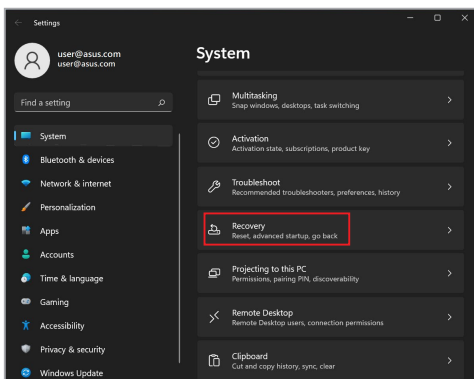 Settings
user@asus.com
user@asus.com
Find a setting
System
Bluetooth & devices
Network & internet
Personalization
Apps
Accounts
Time & language
Gaming
Accessibility
Privacy & security
Windows Update
System
Multitasking
Snap windows, desktops, task switching
Activation
Activation state, subscriptions, product key
Troubleshoot
Recommended troubleshooters, preferences, history
Recovery
Reset, advanced startup, go back
Projecting to this PC
Permissions, pairing PIN, discoverability
Remote Desktop
Remote Desktop users, connection permissions
Clipboard
Cut and copy history, sync, clear